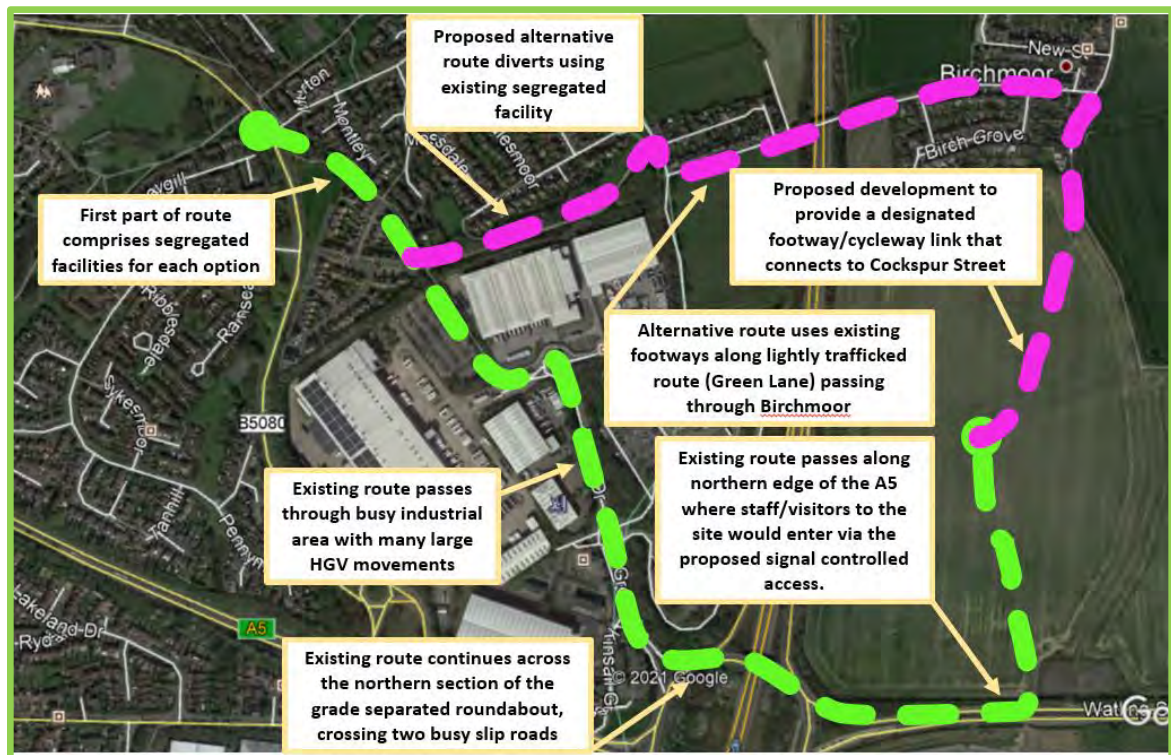 Proposed alternative
route diverts using
existing segregated
facility
New St
Birchmoor
Birch Grove
First part of route
comprises segregated
facilities for each option
Proposed development to
provide a designated
footway/cycleway link that
connects to Cockspur Street
Alternative route uses existing
footways along lightly trafficked
route (Green Lane) passing
through Birchmoor
B5080
Existing route passes
through busy industrial
area with many large
HGV movements
Existing route passes along
northern edge of the A5
where staff/visitors to the
site would enter via the
proposed signal controlled
access.
Sykesmoor
Tanhill
Ribblesdale
A5
Existing route continues across
the northern section of the
grade separated roundabout,
crossing two busy slip roads
© 2021 Google